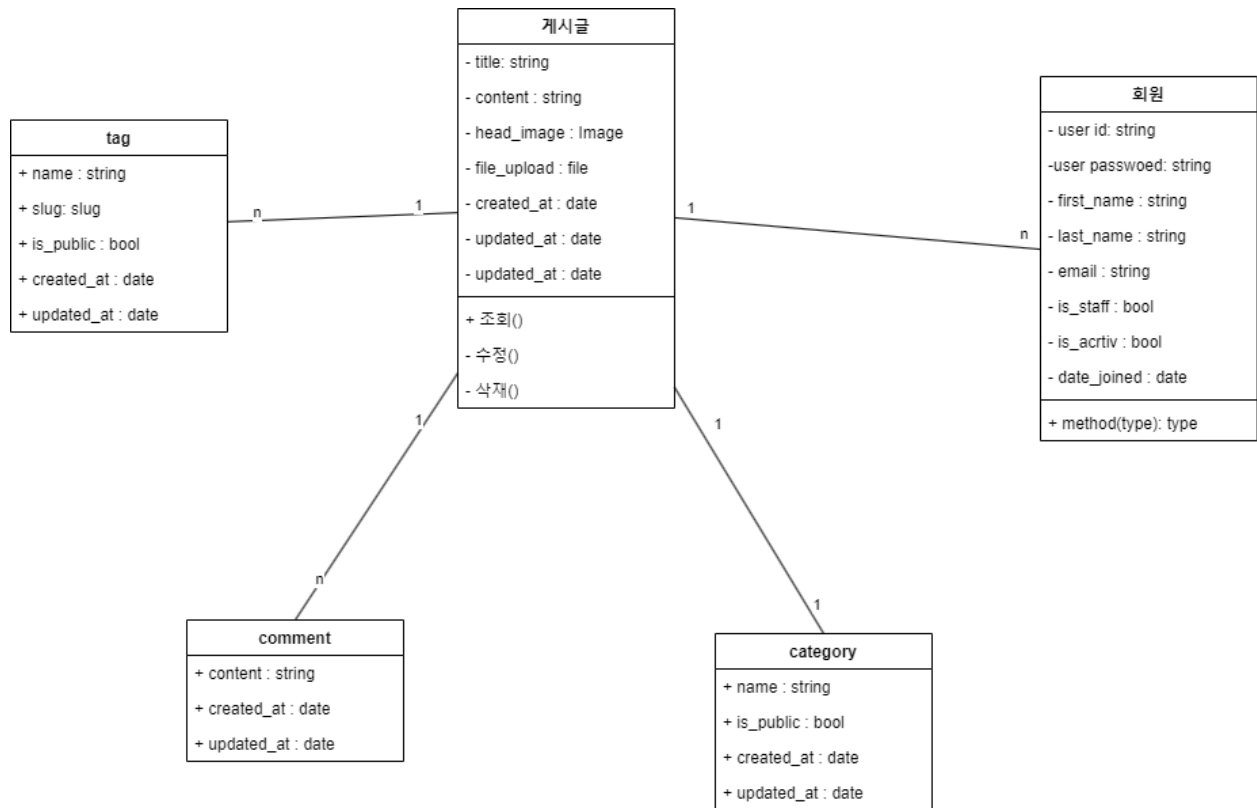 게시글
- title: string
- content : string
- head_image : Image
- file_upload : file
- created_at : date
- updated_at : date
- updated_at : date
+ 조회()
- 수정()
- 삭재()
tag
+ name : string
+ slug: slug
+ is_public : bool
+ created_at : date
+ updated_at : date
회원
- user id: string
-user passwoed: string
- first_name : string
- last_name : string
- email : string
- is_staff : bool
- is_acrtiv : bool
- date_joined : date
+ method(type): type
n
1
1
n
1
n
1
1
comment
+ content : string
+ created_at : date
+ updated_at : date
category
+ name : string
+ is_public : bool
+ created_at : date
+ updated_at : date